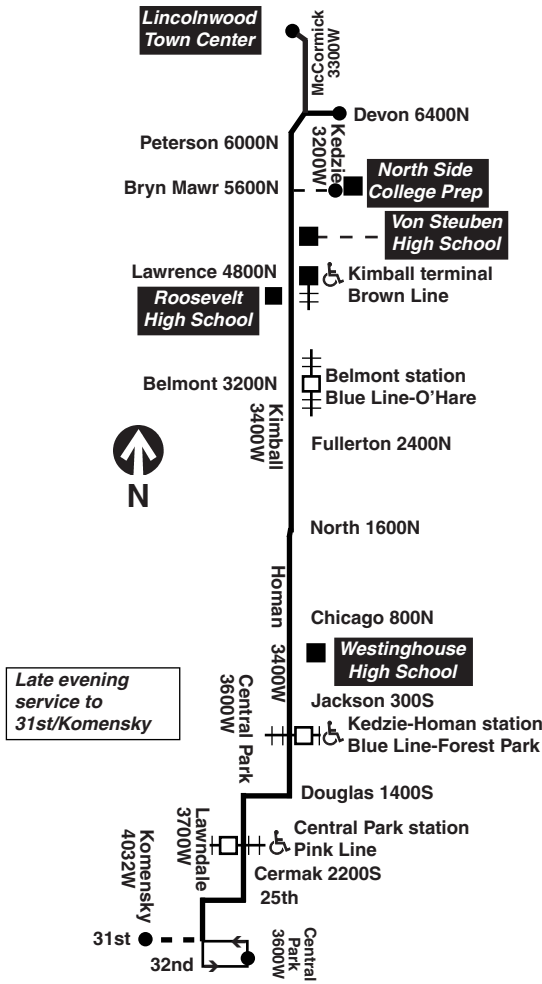 Lincolnwood
Town Center
McCormick
3300W
Devon 6400N
Peterson 6000N
Kedzie
3200W
North Side
College Prep
Bryn Mawr 5600N
Von Steuben
High School
Lawrence 4800N
Kimball terminal
Brown Line
Roosevelt
High School
Belmont station
Blue Line-O'Hare
Belmont 3200N
Kimball
3400W
Fullerton 2400N
N
North 1600N
Homan 3400W
Chicago 800N
Westinghouse
High School
Late evening
service to
31st/Komensky
Central Park
3600W
Jackson 300S
Kedzie-Homan station
Blue Line-Forest Park
Douglas 1400S
Lawndale
3700W
Central Park station
Pink Line
Komensky
4032W
Cermak 2200S
25th
31st
32nd
Central
Park
3600W